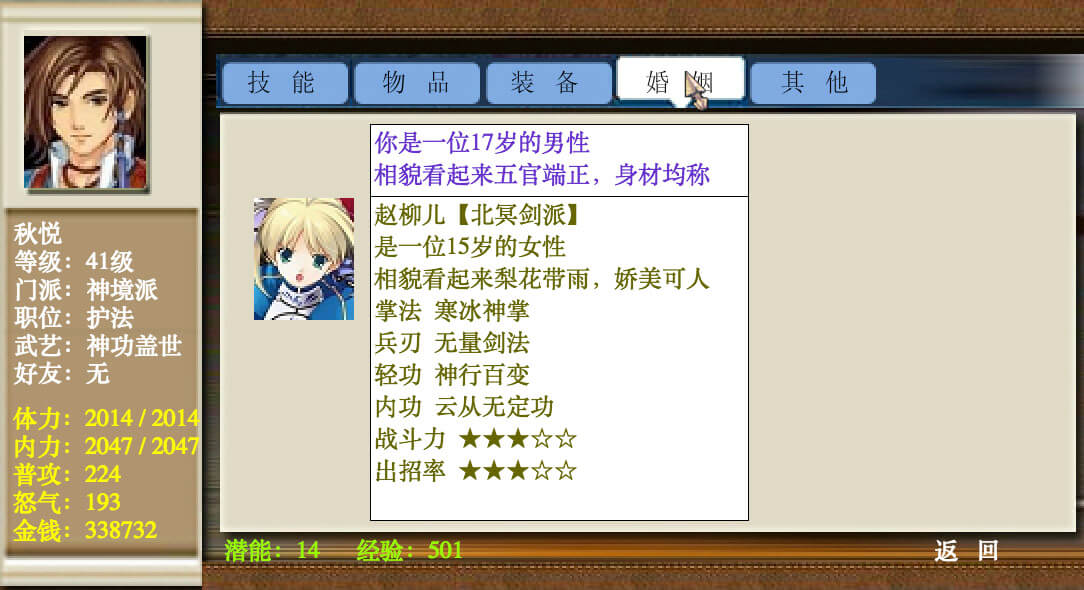 技 能
物 品
装 备
婚 姻
其 他
秋悦
等级：41级
门派：神境派
职位：护法
武艺：神功盖世
好友：无
体力：2014 / 2014
内力：2047 / 2047
普攻：224
怒气：193
金钱：338732
你是一位17岁的男性
相貌看起来五官端正，身材均称
赵柳儿【北冥剑派】
是一位15岁的女性
相貌看起来梨花带雨，娇美可人
掌法 寒冰神掌
兵刃 无量剑法
轻功 神行百变
内功 云从无定功
战斗力 ★★★☆☆
出招率 ★★★☆☆
潜能：14 经验：501
返 回